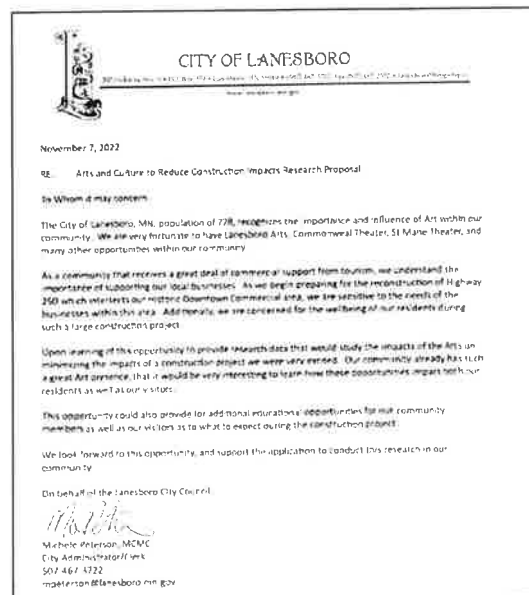 CITY OF LANESBORO
November 7, 2022
RE: Arts and Culture to Reduce Construction Impacts Research Proposal
To Whom it may concern
The City of Lanesboro, MN, population of 728, recognizes the importance and influence of Art within our
community. We are very fortunate to have Lanesboro Arts, Commonweal Theater, St Mane Theater, and
many other opportunities within our community
As a community that receives a great deal of commercial support from tourism, we understand the
importance of supporting our local businesses. As we begin preparing for the reconstruction of Highway
250 which intersects our historic Downtown Commercial area, we are sensitive to the needs of the
businesses within this area. Additionally, we are concerned for the wellbeing of our residents during
such a large construction project
Upon learning of this opportunity to provide research data that would study the impacts of the Arts on
minimizing the impacts of a construction project we were very excited. Our community already has such
a great Art presence, that it would be very interesting to learn how these opportunities impact both our
residents as well as our visitors.
This opportunity could also provide for additional educational opportunities for our community
members as well as our visitors as to what to expect during the construction project
We look forward to this opportunity, and support the application to conduct this research in our
community
On behalf of the Lanesboro City Council
Michele Peterson, MCMC
City Administrator/Clerk
507-467-3722
mpeterson@lanesboro-mn.gov